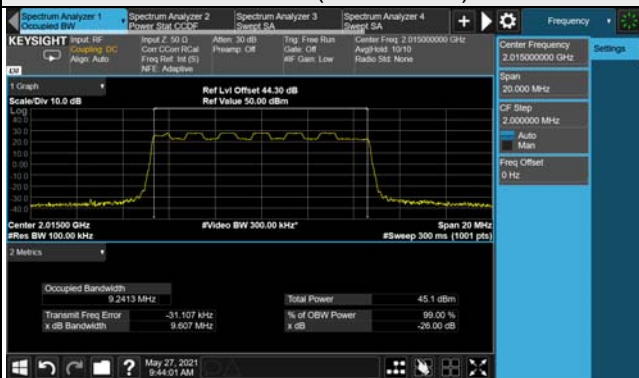 Spectrum Analyzer 1
Occupied BW
Spectrum Analyzer 2
Power Stat CCDF
Spectrum Analyzer 3
Swept SA
Spectrum Analyzer 4
Swept SA
Frequency
KEYSIGHT
Input: RF
Coupling: DC
Align: Auto
Input Z: 50 Ω
Corr CCorr RCal
Freq Ref: Int (S)
NFE: Adaptive
Atten: 30 dB
Preamp: Off
Trig: Free Run
Gate: Off
#IF Gain: Low
Center Freq: 2.015000000 GHz
Avg|Hold: 10/10
Radio Std: None
Center Frequency
2.015000000 GHz
Settings
Span
20.000 MHz
CF Step
2.000000 MHz
Auto
Man
Freq Offset
0 Hz
1 Graph
Scale/Div 10.0 dB
Ref Lvl Offset 44.30 dB
Ref Value 50.00 dBm
Log
40.0
30.0
20.0
10.0
0.00
-10.0
-20.0
-30.0
-40.0
Center 2.01500 GHz
#Res BW 100.00 kHz
#Video BW 300.00 kHz*
Span 20 MHz
#Sweep 300 ms (1001 pts)
2 Metrics
Occupied Bandwidth
9.2413 MHz
Total Power 45.1 dBm
Transmit Freq Error -31.107 kHz
% of OBW Power 99.00 %
x dB Bandwidth 9.607 MHz
x dB -26.00 dB
May 27, 2021
9:44:01 AM